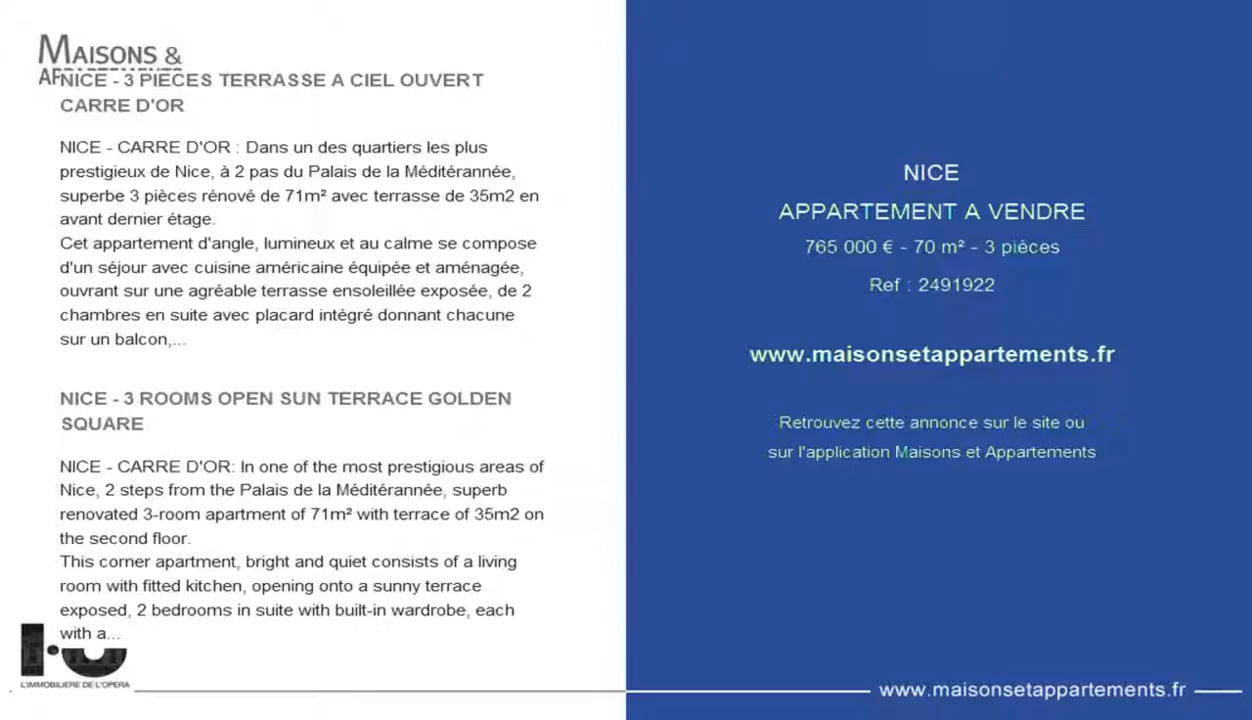 MAISONS &
NICE - 3 PIECES TERRASSE A CIEL OUVERT
CARRE D'OR
NICE - CARRE D'OR : Dans un des quartiers les plus
prestigieux de Nice, à 2 pas du Palais de la Méditérannée,
superbe 3 pièces rénové de 71m² avec terrasse de 35m2 en
avant dernier étage.
Cet appartement d'angle, lumineux et au calme se compose
d'un séjour avec cuisine américaine équipée et aménagée,
ouvrant sur une agréable terrasse ensoleillée exposée, de 2
chambres en suite avec placard intégré donnant chacune
sur un balcon,...
NICE - 3 ROOMS OPEN SUN TERRACE GOLDEN
SQUARE
NICE - CARRE D'OR: In one of the most prestigious areas of
Nice, 2 steps from the Palais de la Méditérannée, superb
renovated 3-room apartment of 71m² with terrace of 35m2 on
the second floor.
This corner apartment, bright and quiet consists of a living
room with fitted kitchen, opening onto a sunny terrace
exposed, 2 bedrooms in suite with built-in wardrobe, each
with a...
L'IMMOBILIERE DE L'OPERA
NICE
APPARTEMENT A VENDRE
765 000 € - 70 m² - 3 pièces
Ref : 2491922
www.maisonsetappartements.fr
Retrouvez cette annonce sur le site ou
sur l'application Maisons et Appartements
www.maisonsetappartements.fr